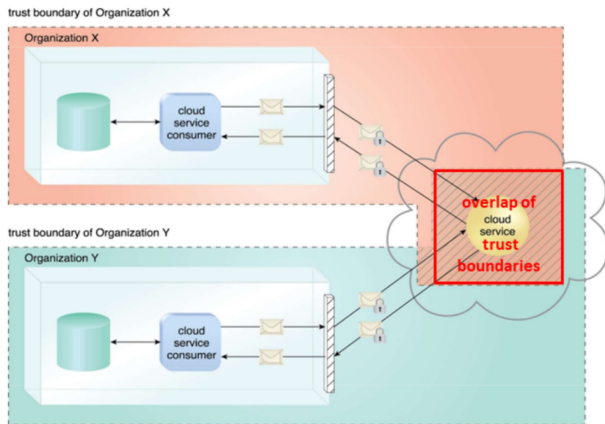 trust boundary of Organization X
Organization X
cloud
service
consumer
overlap of
cloud
service
trust
boundaries
trust boundary of Organization Y
Organization Y
cloud
service
consumer